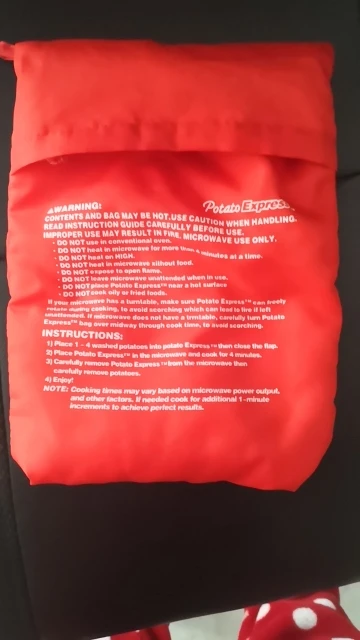 Potato Express
⚠WARNING:
CONTENTS AND BAG MAY BE HOT.USE CAUTION WHEN HANDLING.
READ INSTRUCTION GUIDE CAREFULLY BEFORE USE.
IMPROPER USE MAY RESULT IN FIRE. MICROWAVE USE ONLY.
· DO NOT use in conventional oven.
· DO NOT heat in microwave for more than 4 minutes at a time.
· DO NOT heat on HIGH.
· DO NOT heat in microwave without food.
· DO NOT expose to open flame.
· DO NOT leave microwave unattended when in use.
· DO NOT place Potato Express™ near a hot surface
· DO NOT cook oily or fried foods.
If your microwave has a turntable, make sure Potato Express™ can freely
rotate during cooking, to avoid scorching which can lead to fire if left
unattended. If microwave does not have a turntable, carefully turn Potato
Express™ bag over midway through cook time, to avoid scorching.
INSTRUCTIONS:
1) Place 1 - 4 washed potatoes into potato Express™ then close the flap.
2) Place Potato Express™ in the microwave and cook for 4 minutes.
3) Carefully remove Potato Express™ from the microwave then
carefully remove potatoes.
4) Enjoy!
NOTE: Cooking times may vary based on microwave power output,
and other factors. If needed cook for additional 1-minute
increments to achieve perfect results.